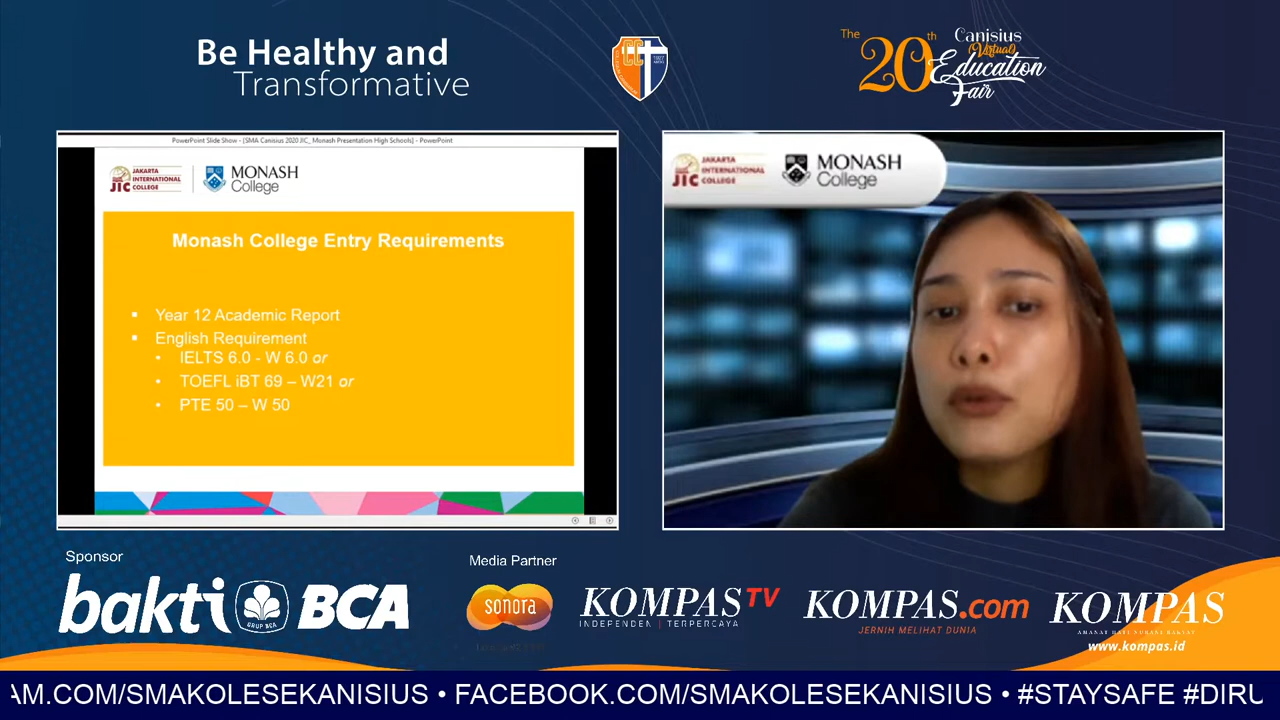 Be Healthy and
Transformative
CC
The 20th Canisius
(Virtual)
Education
Fair
PowerPoint Slide Show - [SMA Canisius 2020 JIC_ Monash Presentation High Schools] - PowerPoint
JIC
JAKARTA
INTERNATIONAL
COLLEGE
MONASH
College
Monash College Entry Requirements
▪ Year 12 Academic Report
▪ English Requirement
• IELTS 6.0 - W 6.0 or
• TOEFL iBT 69 – W21 or
• PTE 50 – W 50
JIC
JAKARTA
INTERNATIONAL
COLLEGE
MONASH
College
Sponsor
bakti
GRUP BCA
BCA
Media Partner
sonora
KOMPAS TV
INDEPENDEN | TERPERCAYA
KOMPAS.com
JERNIH MELIHAT DUNIA
KOMPAS
AMANAT HATI NURANI RAKYAT
www.kompas.id
AM.COM/SMAKOLESEKANISIUS • FACEBOOK.COM/SMAKOLESEKANISIUS • #STAYSAFE #DIRU